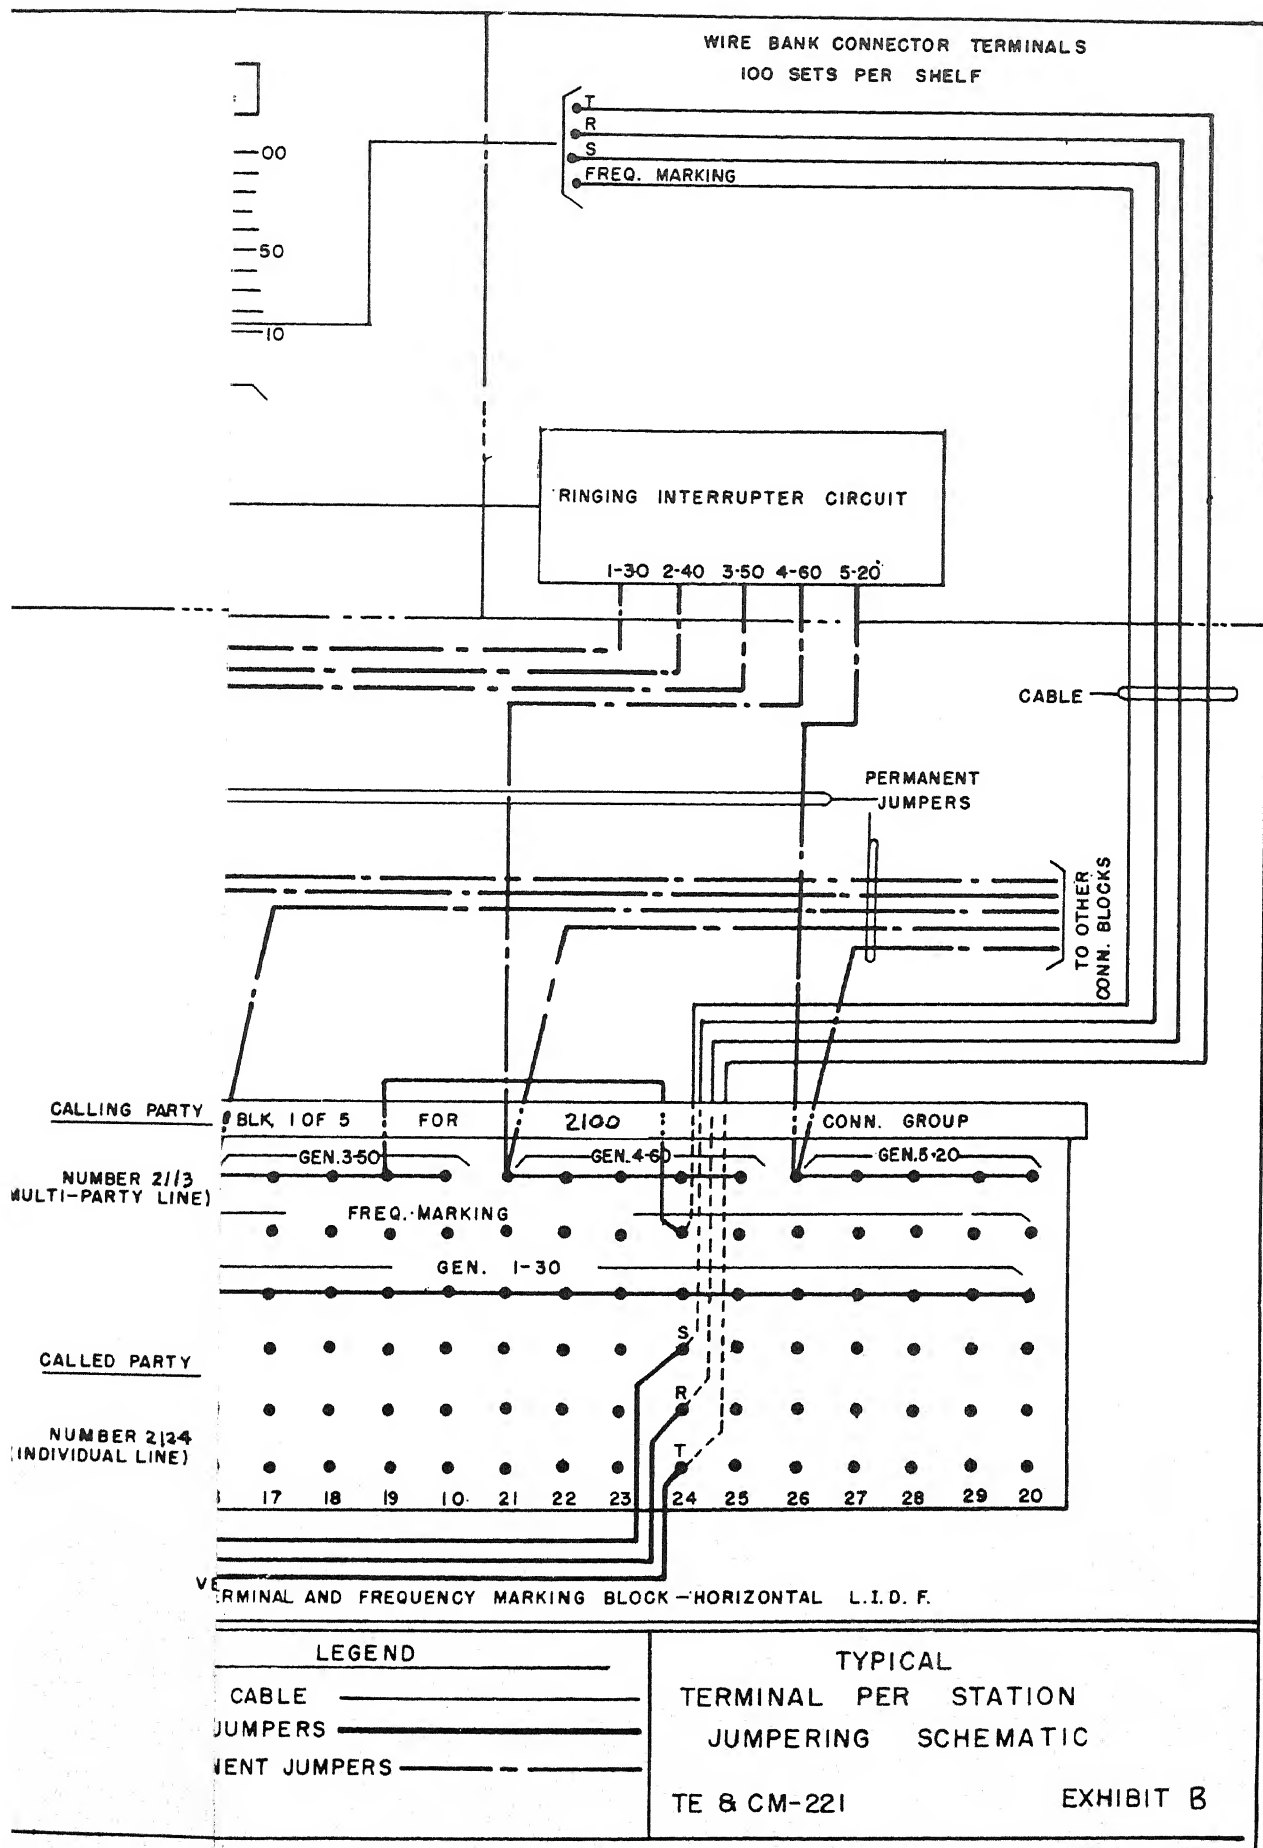 WIRE BANK CONNECTOR TERMINALS
100 SETS PER SHELF
T
R
S
FREQ. MARKING
00
50
10
RINGING INTERRUPTER CIRCUIT
1-30 2-40 3-50 4-60 5-20
CABLE
PERMANENT
JUMPERS
TO OTHER
CONN. BLOCKS
CALLING PARTY
BLK, 1 OF 5 FOR 2100 CONN. GROUP
GEN. 3-50 GEN. 4-60 GEN. 5-20
NUMBER 2113
MULTI-PARTY LINE)
FREQ. MARKING
GEN. 1-30
S
CALLED PARTY
R
NUMBER 2124
(INDIVIDUAL LINE)
T
17 18 19 10 21 22 23 24 25 26 27 28 29 20
VERMINAL AND FREQUENCY MARKING BLOCK - HORIZONTAL L.I.D.F.
LEGEND
CABLE
JUMPERS
NENT JUMPERS
TYPICAL
TERMINAL PER STATION
JUMPERING SCHEMATIC
TE & CM-221 EXHIBIT B